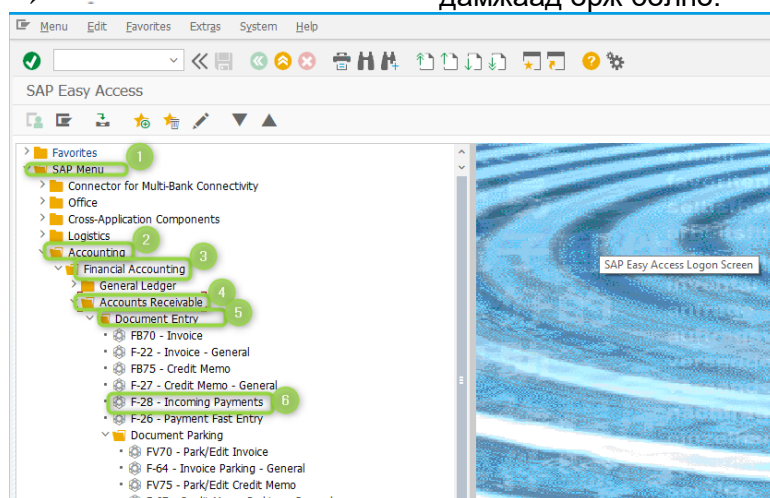 дамжаад орж болно.
Menu Edit Favorites Extras System Help
SAP Easy Access
Favorites
1
SAP Menu
Connector for Multi-Bank Connectivity
Office
Cross-Application Components
Logistics
2
Accounting
3
Financial Accounting
General Ledger
4
Accounts Receivable
5
Document Entry
FB70 - Invoice
F-22 - Invoice - General
FB75 - Credit Memo
F-27 - Credit Memo - General
F-28 - Incoming Payments
6
F-26 - Payment Fast Entry
Document Parking
FV70 - Park/Edit Invoice
F-64 - Invoice Parking - General
FV75 - Park/Edit Credit Memo
SAP Easy Access Logon Screen